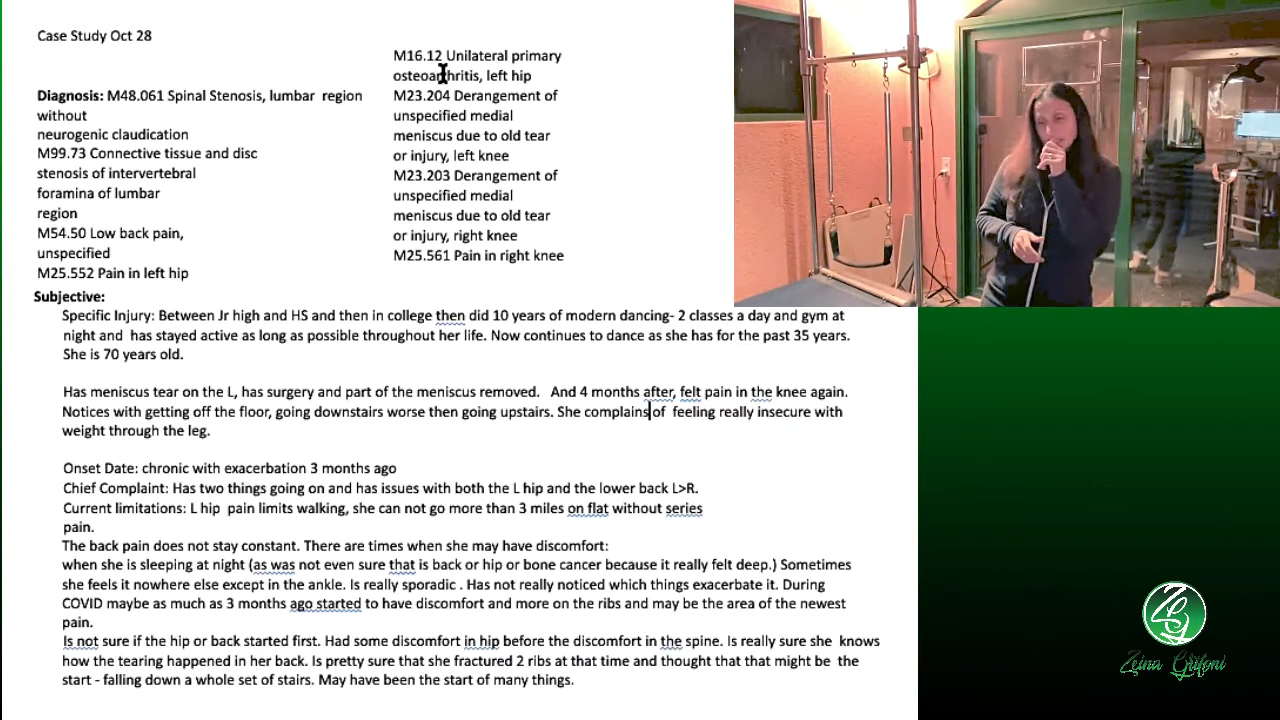 Case Study Oct 28
Diagnosis: M48.061 Spinal Stenosis, lumbar region
without
neurogenic claudication
M99.73 Connective tissue and disc
stenosis of intervertebral
foramina of lumbar
region
M54.50 Low back pain,
unspecified
M25.552 Pain in left hip
M16.12 Unilateral primary
osteoarthritis, left hip
M23.204 Derangement of
unspecified medial
meniscus due to old tear
or injury, left knee
M23.203 Derangement of
unspecified medial
meniscus due to old tear
or injury, right knee
M25.561 Pain in right knee
Subjective:
Specific Injury: Between Jr high and HS and then in college then did 10 years of modern dancing- 2 classes a day and gym at
night and has stayed active as long as possible throughout her life. Now continues to dance as she has for the past 35 years.
She is 70 years old.
Has meniscus tear on the L, has surgery and part of the meniscus removed. And 4 months after, felt pain in the knee again.
Notices with getting off the floor, going downstairs worse then going upstairs. She complains of feeling really insecure with
weight through the leg.
Onset Date: chronic with exacerbation 3 months ago
Chief Complaint: Has two things going on and has issues with both the L hip and the lower back L>R.
Current limitations: L hip pain limits walking, she can not go more than 3 miles on flat without series
pain.
The back pain does not stay constant. There are times when she may have discomfort:
when she is sleeping at night (as was not even sure that is back or hip or bone cancer because it really felt deep.) Sometimes
she feels it nowhere else except in the ankle. Is really sporadic . Has not really noticed which things exacerbate it. During
COVID maybe as much as 3 months ago started to have discomfort and more on the ribs and may be the area of the newest
pain.
Is not sure if the hip or back started first. Had some discomfort in hip before the discomfort in the spine. Is really sure she knows
how the tearing happened in her back. Is pretty sure that she fractured 2 ribs at that time and thought that that might be the
start - falling down a whole set of stairs. May have been the start of many things.
ZG
Zeina Grifoni